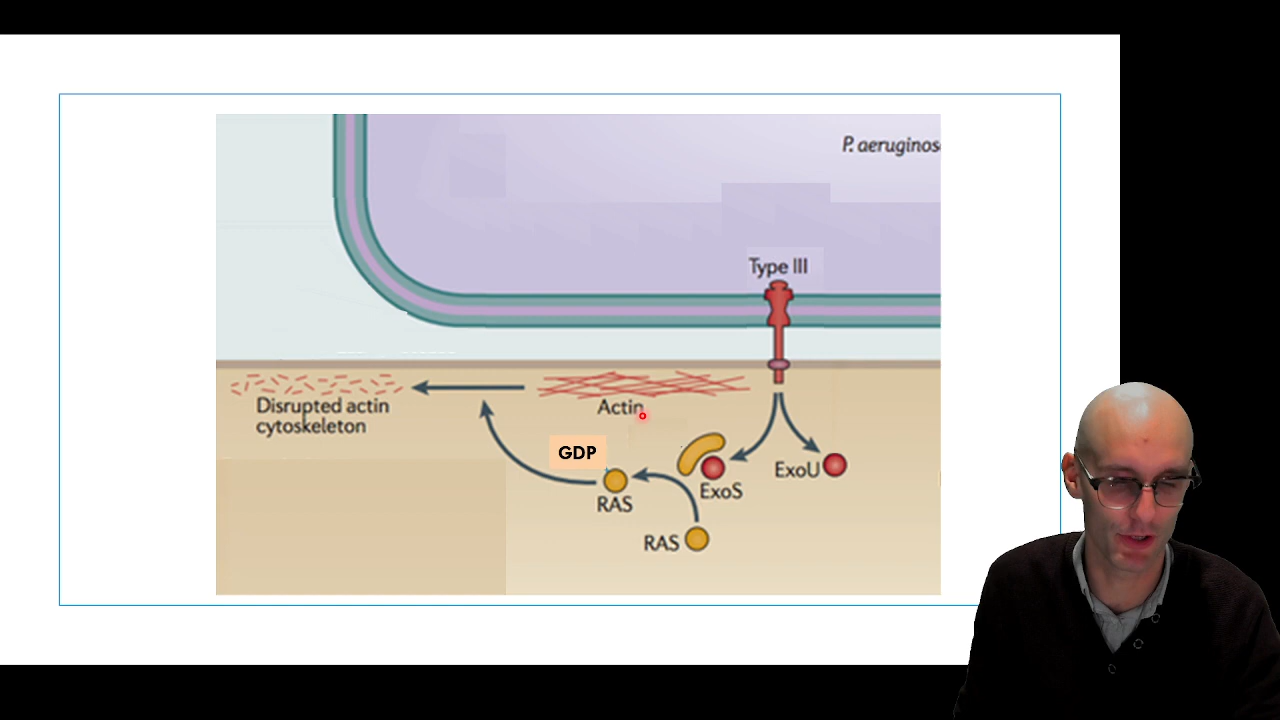 P. aeruginos
Type III
Disrupted actin
cytoskeleton
Actin
GDP
RAS
ExoS
ExoU
RAS